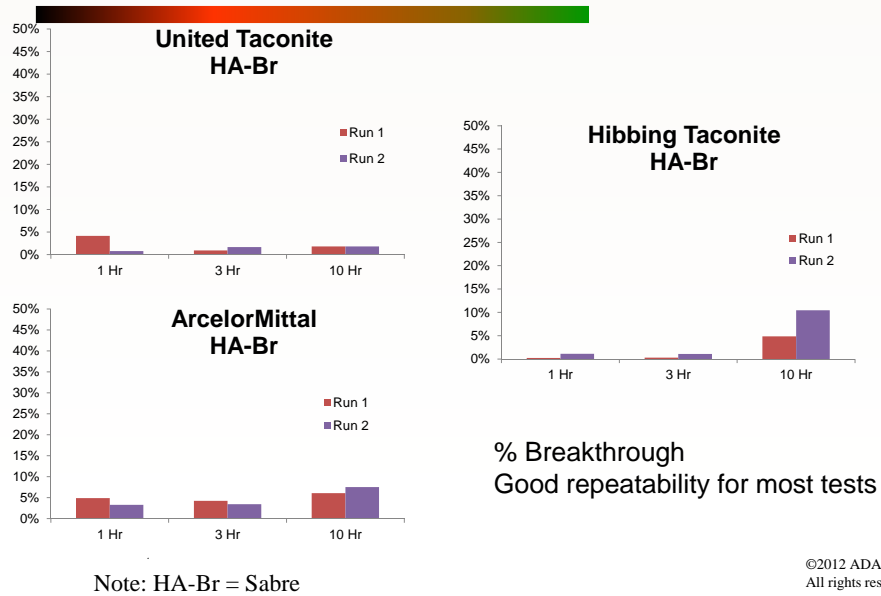 United Taconite
HA-Br
50%
45%
40%
35%
30%
25%
20%
15%
10%
5%
0%
Run 1
Run 2
1 Hr
3 Hr
10 Hr
Hibbing Taconite
HA-Br
50%
45%
40%
35%
30%
25%
20%
15%
10%
5%
0%
Run 1
Run 2
1 Hr
3 Hr
10 Hr
ArcelorMittal
HA-Br
50%
45%
40%
35%
30%
25%
20%
15%
10%
5%
0%
Run 1
Run 2
1 Hr
3 Hr
10 Hr
% Breakthrough
Good repeatability for most tests
Note: HA-Br = Sabre
©2012 ADA
All rights res